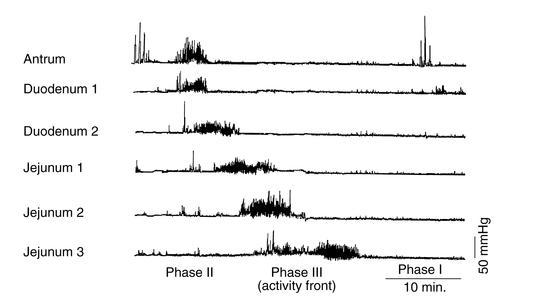 Antrum
Duodenum 1
Duodenum 2
Jejunum 1
Jejunum 2
Jejunum 3
Phase II
Phase III
(activity front)
Phase I
10 min.
50 mmHg